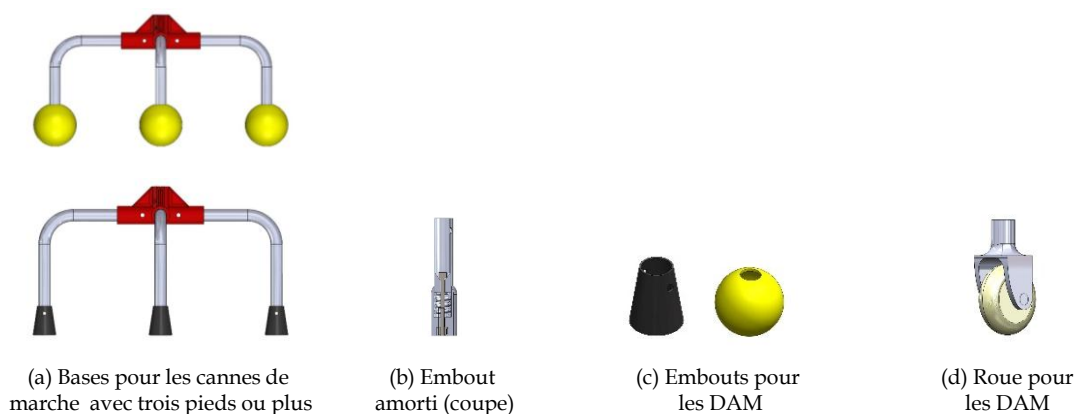 (a) Bases pour les cannes de
marche avec trois pieds ou plus
(b) Embout
amorti (coupe)
(c) Embouts pour
les DAM
(d) Roue pour
les DAM